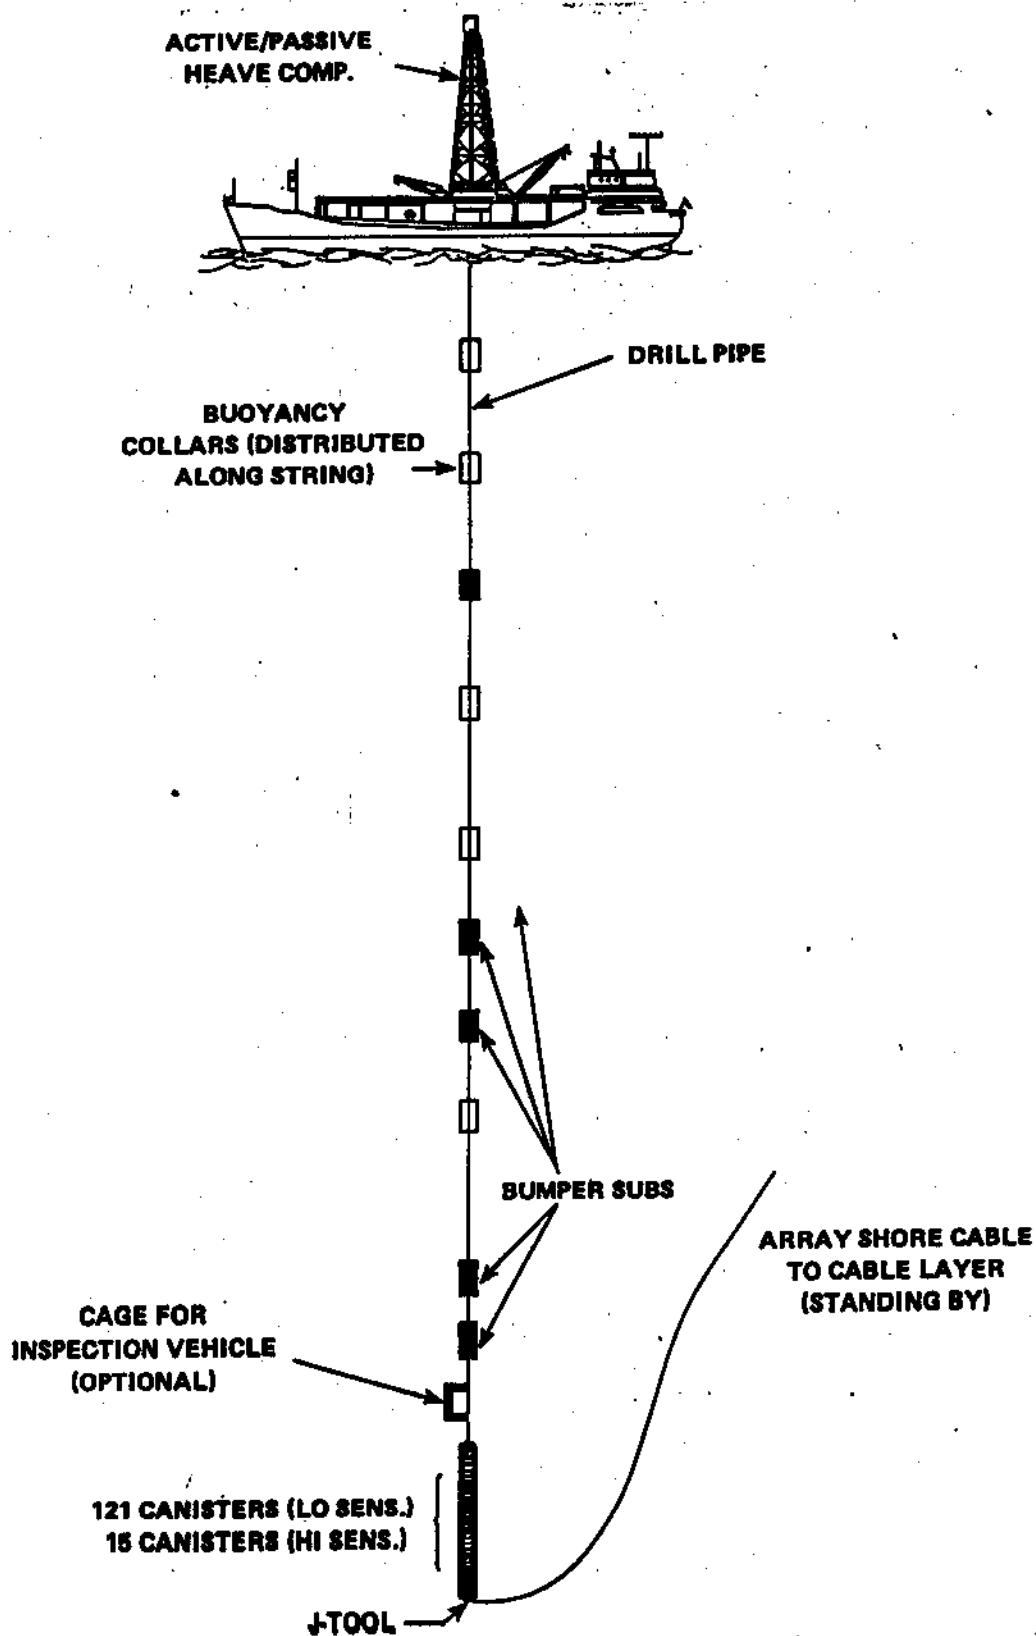 ACTIVE/PASSIVE
HEAVE COMP.
DRILL PIPE
BUOYANCY
COLLARS (DISTRIBUTED
ALONG STRING)
BUMPER SUBS
ARRAY SHORE CABLE
TO CABLE LAYER
(STANDING BY)
CAGE FOR
INSPECTION VEHICLE
(OPTIONAL)
121 CANISTERS (LO SENS.)
15 CANISTERS (HI SENS.)
J-TOOL